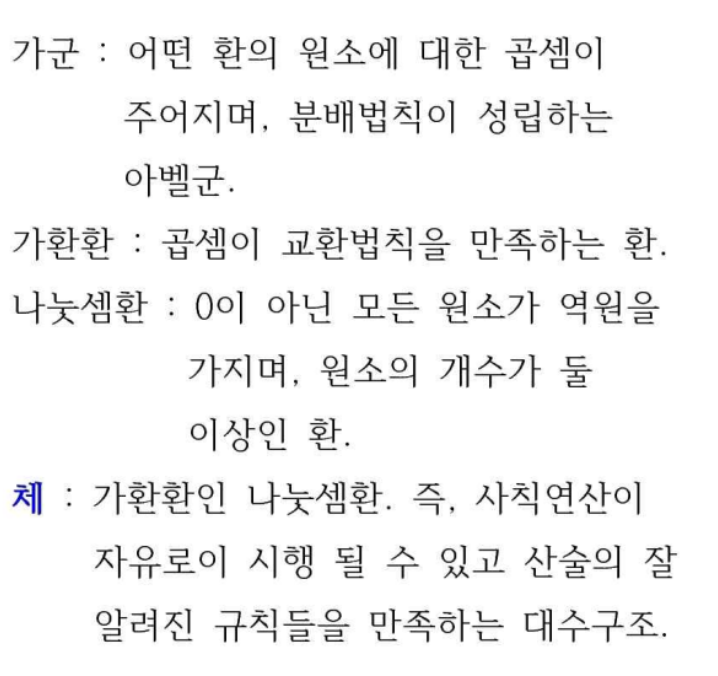 가군 : 어떤 환의 원소에 대한 곱셈이
주어지며, 분배법칙이 성립하는
아벨군.
가환환 : 곱셈이 교환법칙을 만족하는 환.
나눗셈환 : 0이 아닌 모든 원소가 역원을
가지며, 원소의 개수가 둘
이상인 환.
체 : 가환환인 나눗셈환. 즉, 사칙연산이
자유로이 시행 될 수 있고 산술의 잘
알려진 규칙들을 만족하는 대수구조.